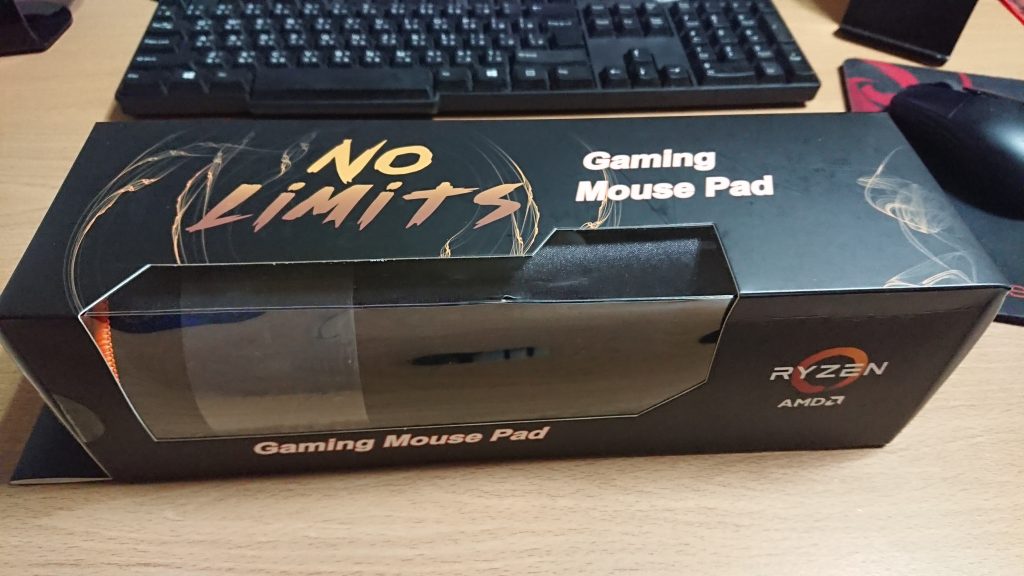 NO
LiMiTS
Gaming
Mouse Pad
RYZEN
AMD
Gaming Mouse Pad